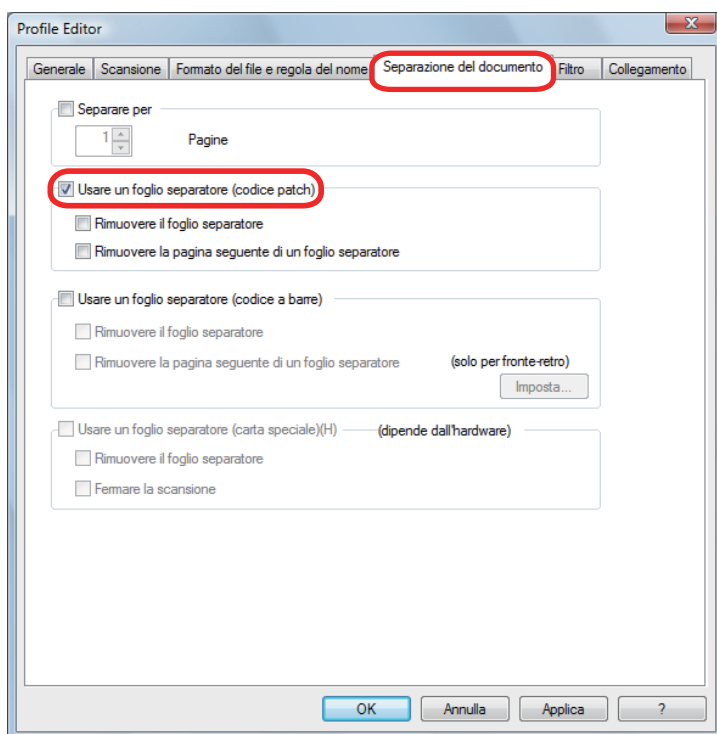 Profile Editor
Generale Scansione Formato del file e regola del nome Separazione del documento Filtro Collegamento
Separare per
1 Pagine
Usare un foglio separatore (codice patch)
Rimuovere il foglio separatore
Rimuovere la pagina seguente di un foglio separatore
Usare un foglio separatore (codice a barre)
Rimuovere il foglio separatore
Rimuovere la pagina seguente di un foglio separatore (solo per fronte-retro)
Imposta...
Usare un foglio separatore (carta speciale)(H) (dipende dall'hardware)
Rimuovere il foglio separatore
Fermare la scansione
OK Annulla Applica ?